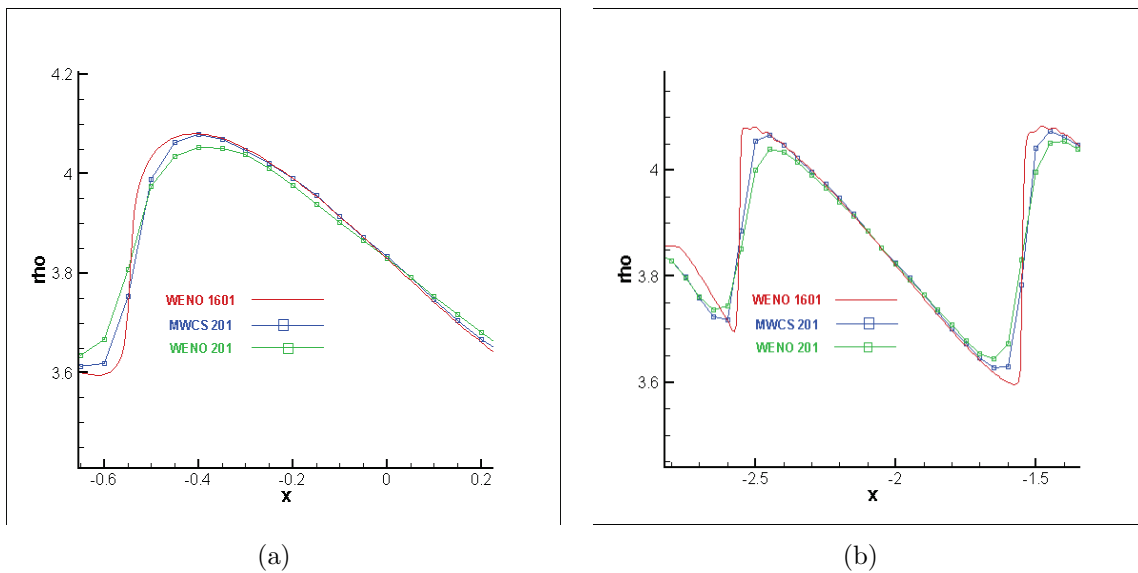 4.2
4
3.8
3.6
rho
WENO 1601
MWCS 201
WENO 201
-0.6
-0.4
-0.2
0
0.2
x
(a)
4
3.8
3.6
rho
WENO 1601
MWCS 201
WENO 201
-2.5
-2
-1.5
x
(b)